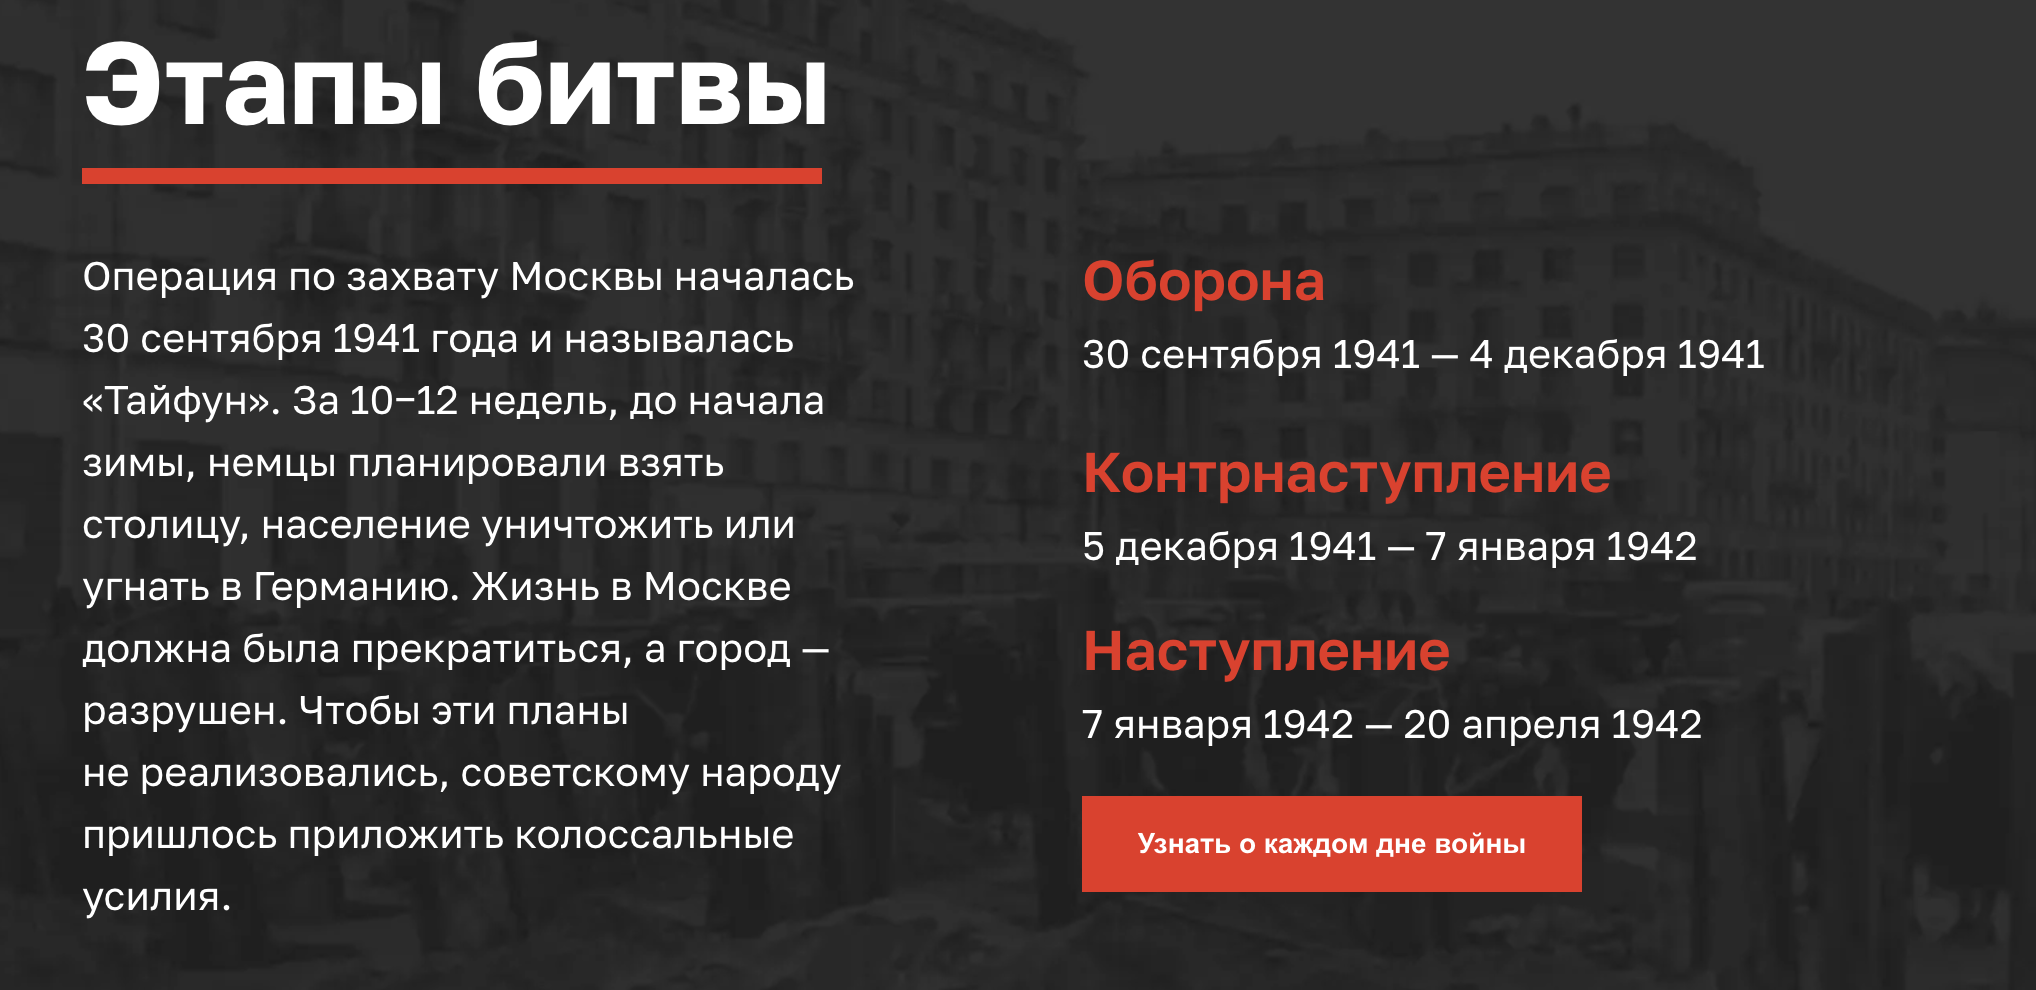 Этапы битвы
Операция по захвату Москвы началась
30 сентября 1941 года и называлась
«Тайфун». За 10–12 недель, до начала
зимы, немцы планировали взять
столицу, население уничтожить или
угнать в Германию. Жизнь в Москве
должна была прекратиться, а город —
разрушен. Чтобы эти планы
не реализовались, советскому народу
пришлось приложить колоссальные
усилия.
Оборона
30 сентября 1941 — 4 декабря 1941
Контрнаступление
5 декабря 1941 — 7 января 1942
Наступление
7 января 1942 — 20 апреля 1942
Узнать о каждом дне войны